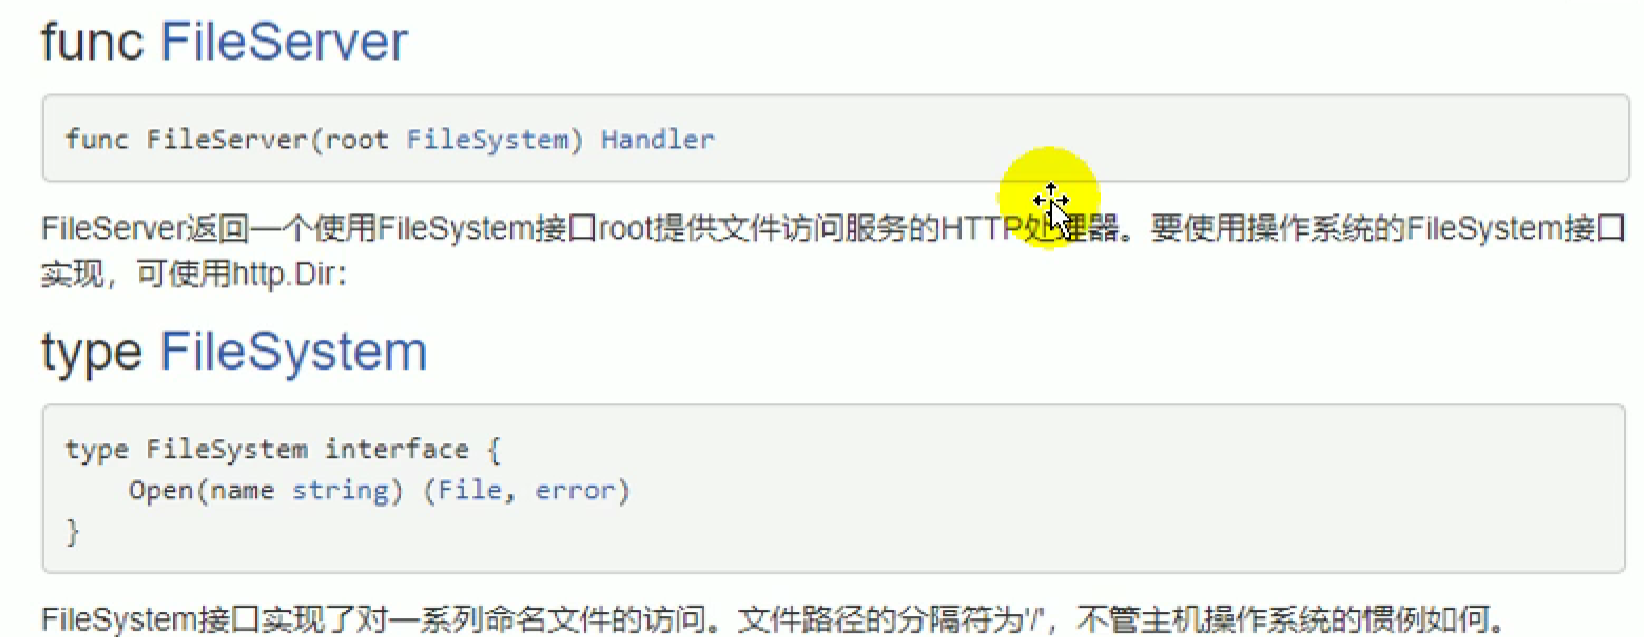 func FileServer
func FileServer(root FileSystem) Handler
FileServer返回一个使用FileSystem接口root提供文件访问服务的HTTP处理器。要使用操作系统的FileSystem接口
实现，可使用http.Dir：
type FileSystem
type FileSystem interface {
    Open(name string) (File, error)
}
FileSystem接口实现了对一系列命名文件的访问。文件路径的分隔符为'/'，不管主机操作系统的惯例如何。